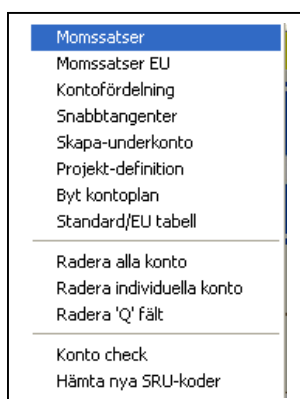 Momssatser
Momssatser EU
Kontofördelning
Snabbtangenter
Skapa-underkonto
Projekt-definition
Byt kontoplan
Standard/EU tabell
Radera alla konto
Radera individuella konto
Radera 'Q' fält
Konto check
Hämta nya SRU-koder